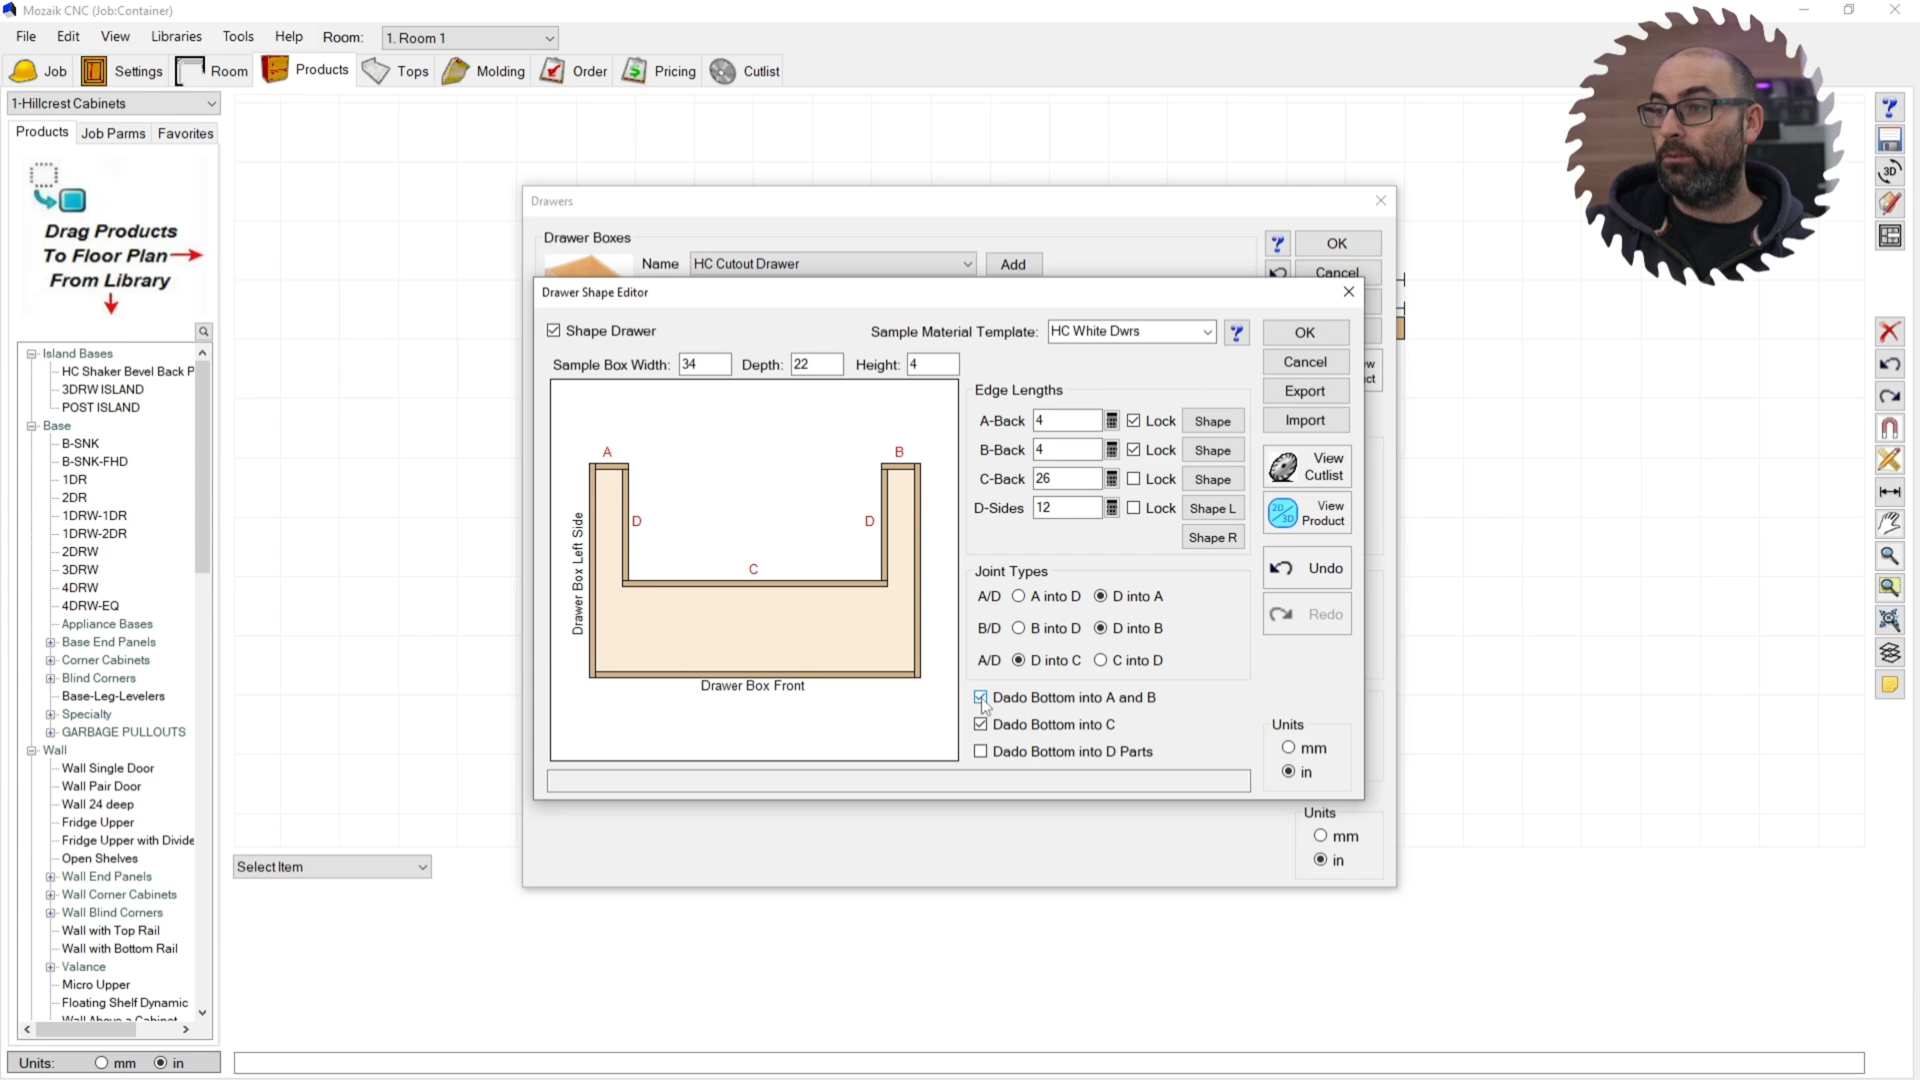 Mozaik CNC (Job:Container)
File Edit View Libraries Tools Help Room: 1. Room 1
Job Settings Room Products Tops Molding Order Pricing Cutlist
1-Hillcrest Cabinets
Products Job Parms Favorites
Drag Products
To Floor Plan
From Library
Island Bases
HC Shaker Bevel Back P
3DRW ISLAND
POST ISLAND
Base
B-SNK
B-SNK-FHD
1DR
2DR
1DRW-1DR
1DRW-2DR
2DRW
3DRW
4DRW
4DRW-EQ
Appliance Bases
Base End Panels
Corner Cabinets
Blind Corners
Base-Leg-Levelers
Specialty
GARBAGE PULLOUTS
Wall
Wall Single Door
Wall Pair Door
Wall 24 deep
Fridge Upper
Fridge Upper with Divide
Open Shelves
Wall End Panels
Wall Corner Cabinets
Wall Blind Corners
Wall with Top Rail
Wall with Bottom Rail
Valance
Micro Upper
Floating Shelf Dynamic
Wall Above a Cabinet
Units: mm in
Select Item
Drawers
Drawer Boxes
Name HC Cutout Drawer Add
OK
Cancel
Drawer Shape Editor
Shape Drawer
Sample Material Template: HC White Dwrs
Sample Box Width: 34 Depth: 22 Height: 4
A
B
D
D
C
Drawer Box Left Side
Drawer Box Front
Edge Lengths
A-Back 4 Lock Shape
B-Back 4 Lock Shape
C-Back 26 Lock Shape
D-Sides 12 Lock Shape L
Shape R
Joint Types
A/D A into D D into A
B/D B into D D into B
A/D D into C C into D
Dado Bottom into A and B
Dado Bottom into C
Dado Bottom into D Parts
OK
Cancel
Export
Import
View
Cutlist
2D/3D
View
Product
Undo
Redo
Units
mm
in
w
ct
Units
mm
in
3D